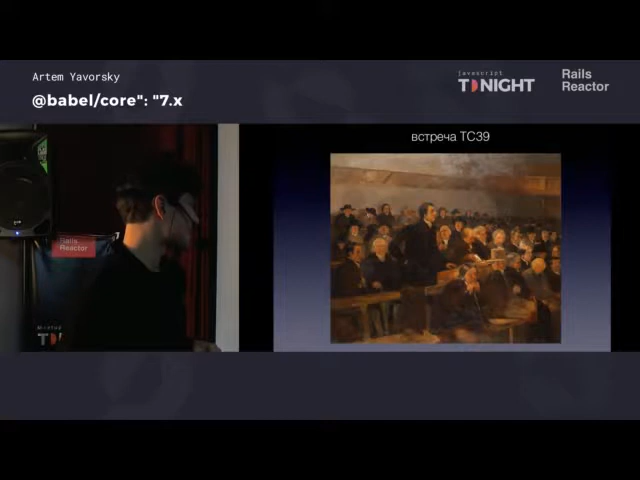 Artem Yavorsky
@babel/core": "7.x
javascript
TONIGHT
Rails
Reactor
встреча TC39
Rails
Reactor